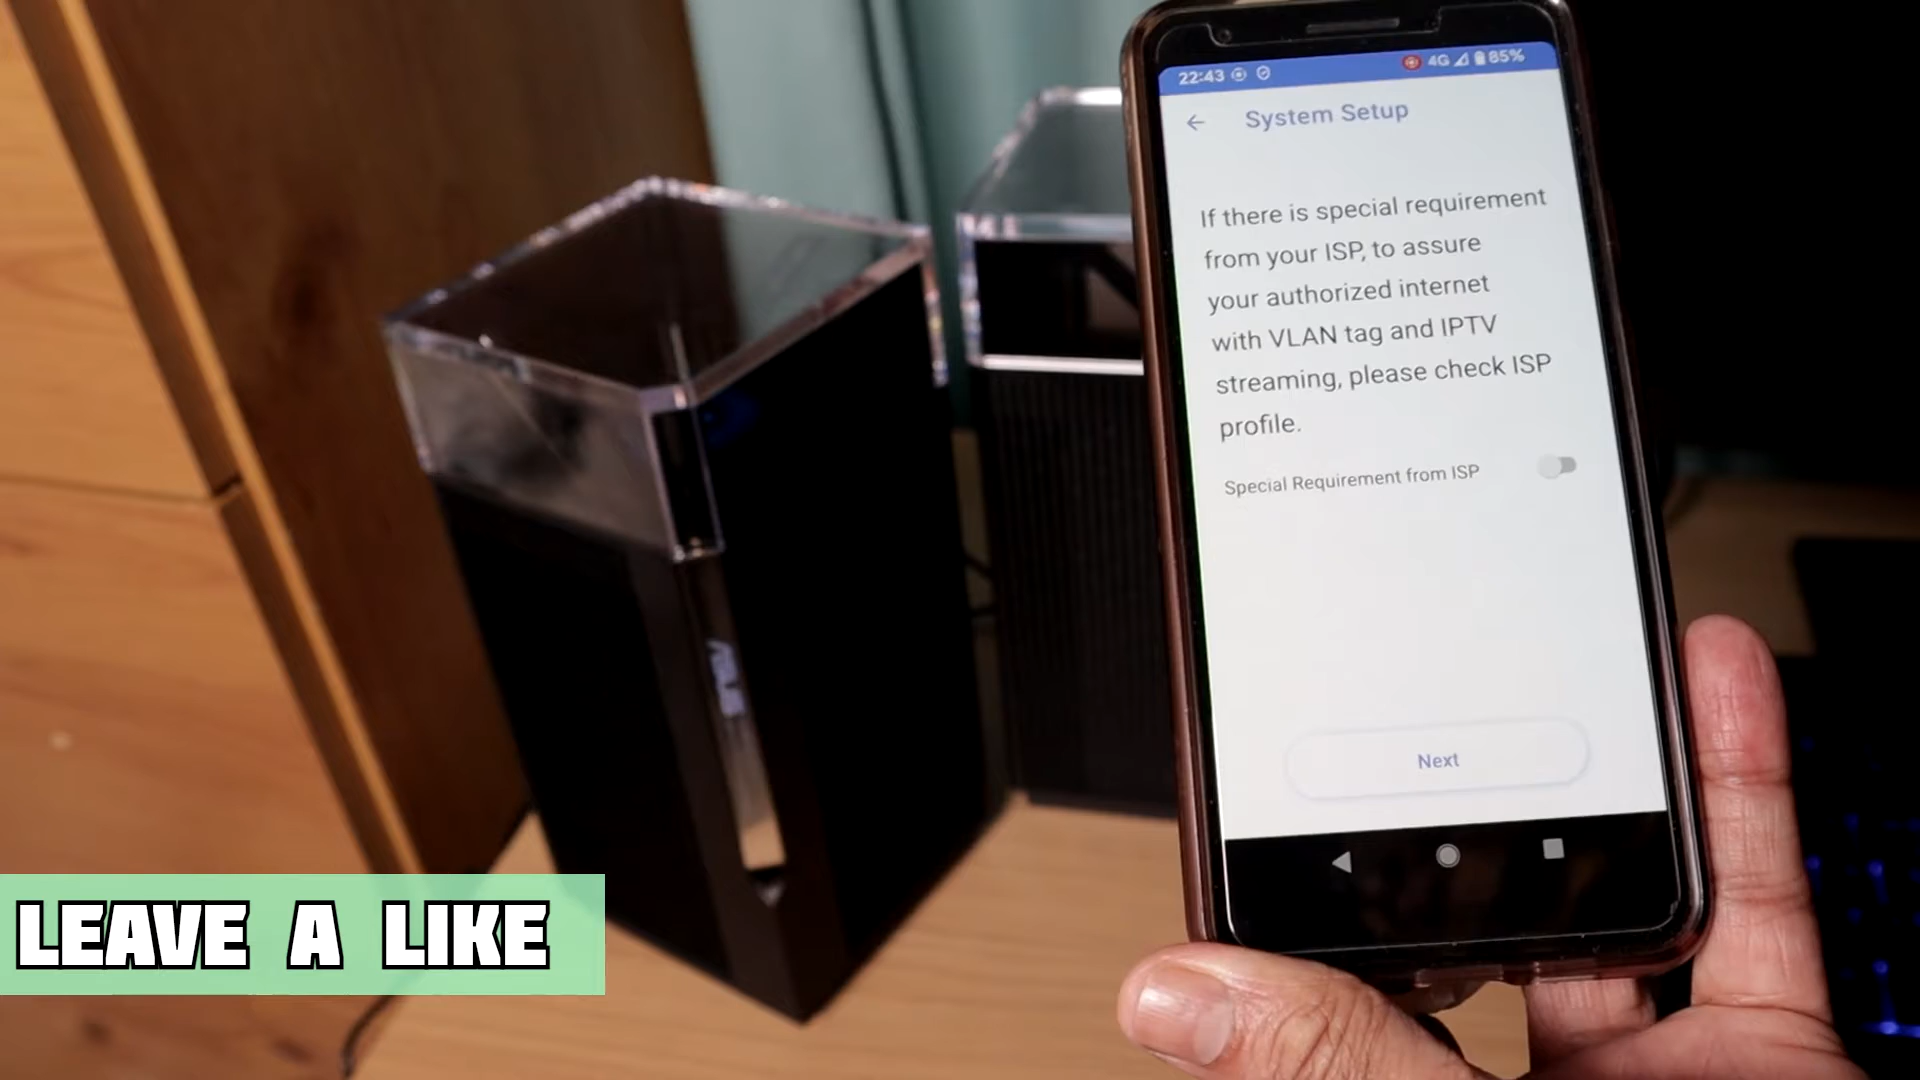 22:43 4G 85%
System Setup
If there is special requirement
from your ISP, to assure
your authorized internet
with VLAN tag and IPTV
streaming, please check ISP
profile.
Special Requirement from ISP
Next
ASUS
LEAVE A LIKE